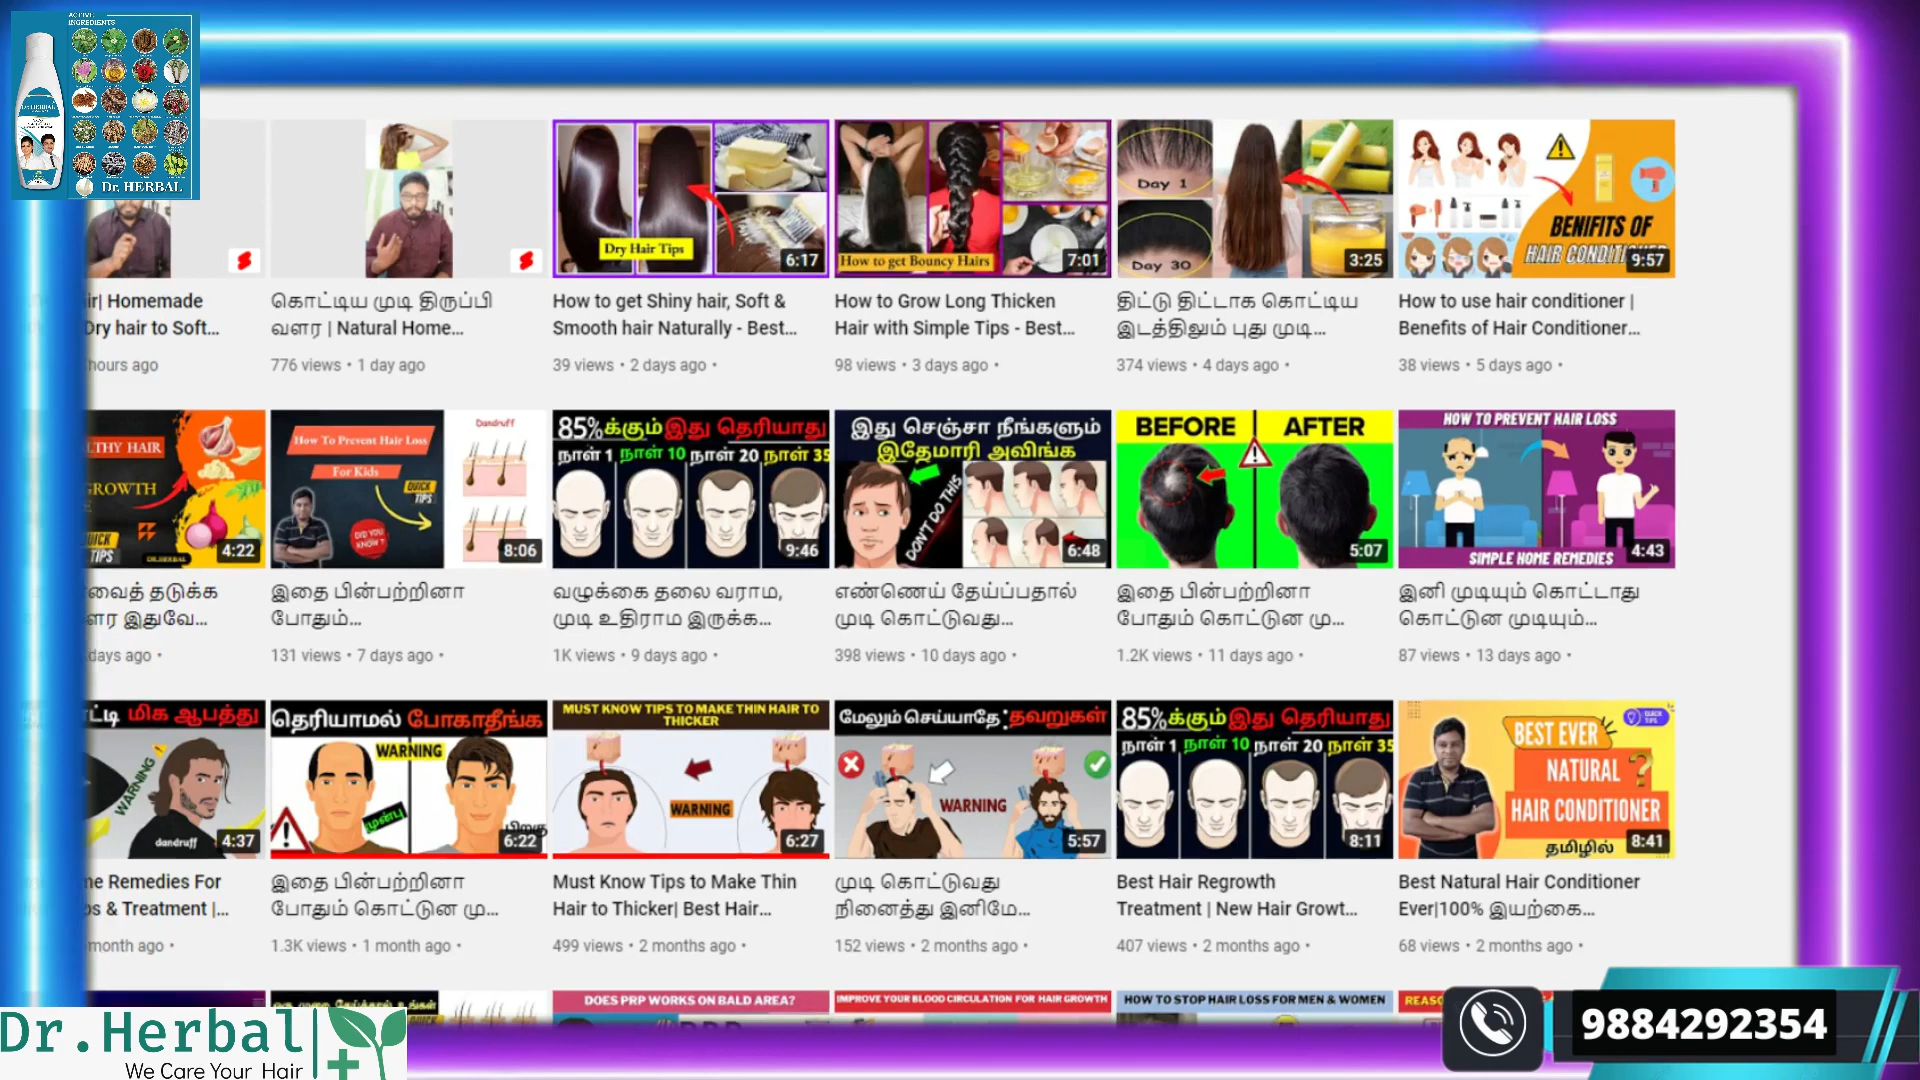 ACTIVE
INGREDIENTS
Dr. HERBAL
Day 1
Day 30
BENIFITS OF
Dry Hair Tips
6:17
How to get Bouncy Hairs
7:01
3:25
9:57
ir| Homemade
Dry hair to Soft...
hours ago
கொட்டிய முடி திருப்பி
வளர | Natural Home...
776 views • 1 day ago
How to get Shiny hair, Soft &
Smooth hair Naturally - Best...
39 views • 2 days ago •
How to Grow Long Thicken
Hair with Simple Tips - Best...
98 views • 3 days ago •
திட்டு திட்டாக கொட்டிய
இடத்திலும் புது முடி...
374 views • 4 days ago •
How to use hair conditioner |
Benefits of Hair Conditioner...
38 views • 5 days ago •
LTHY HAIR
GROWTH
TIPS
DR.HERBAL
4:22
How To Prevent Hair Loss
For Kids
QUICK
TIPS
DID YOU
KNOW ?
Dandruff
8:06
85%க்கும் இது தெரியாது
நாள் 1 நாள் 10 நாள் 20 நாள் 35
9:46
இது செஞ்சா நீங்களும்
இதேமாரி அவிங்க
DON'T DO THIS
6:48
BEFORE AFTER
5:07
HOW TO PREVENT HAIR LOSS
SIMPLE HOME REMEDIES
4:43
வைத் தடுக்க
ளர இதுவே...
days ago •
இதை பின்பற்றினா
போதும்...
131 views • 7 days ago •
வழுக்கை தலை வராம,
முடி உதிராம இருக்க...
1K views • 9 days ago •
எண்ணெய் தேய்ப்பதால்
முடி கொட்டுவது...
398 views • 10 days ago •
இதை பின்பற்றினா
போதும் கொட்டுன மு...
1.2K views • 11 days ago •
இனி முடியும் கொட்டாது
கொட்டுன முடியும்...
87 views • 13 days ago •
ட்டி மிக ஆபத்து
WARNING
dandruff
4:37
தெரியாமல் போகாதீங்க
WARNING
முன்பு
பிறகு
6:22
MUST KNOW TIPS TO MAKE THIN HAIR TO
THICKER
WARNING
6:27
மேலும் செய்யாதே தவறுகள்
WARNING
5:57
85%க்கும் இது தெரியாது
நாள் 1 நாள் 10 நாள் 20 நாள் 35
8:11
QUICK
TIPS
BEST EVER
NATURAL ?
HAIR CONDITIONER
தமிழில்
8:41
me Remedies For
ps & Treatment |...
month ago •
இதை பின்பற்றினா
போதும் கொட்டுன மு...
1.3K views • 1 month ago •
Must Know Tips to Make Thin
Hair to Thicker| Best Hair...
499 views • 2 months ago •
முடி கொட்டுவது
நினைத்து இனிமே...
152 views • 2 months ago •
Best Hair Regrowth
Treatment | New Hair Growt...
407 views • 2 months ago •
Best Natural Hair Conditioner
Ever|100% இயற்கை...
68 views • 2 months ago •
DOES PRP WORKS ON BALD AREA?
IMPROVE YOUR BLOOD CIRCULATION FOR HAIR GROWTH
HOW TO STOP HAIR LOSS FOR MEN & WOMEN
REASO
Dr.Herbal
We Care Your Hair
9884292354